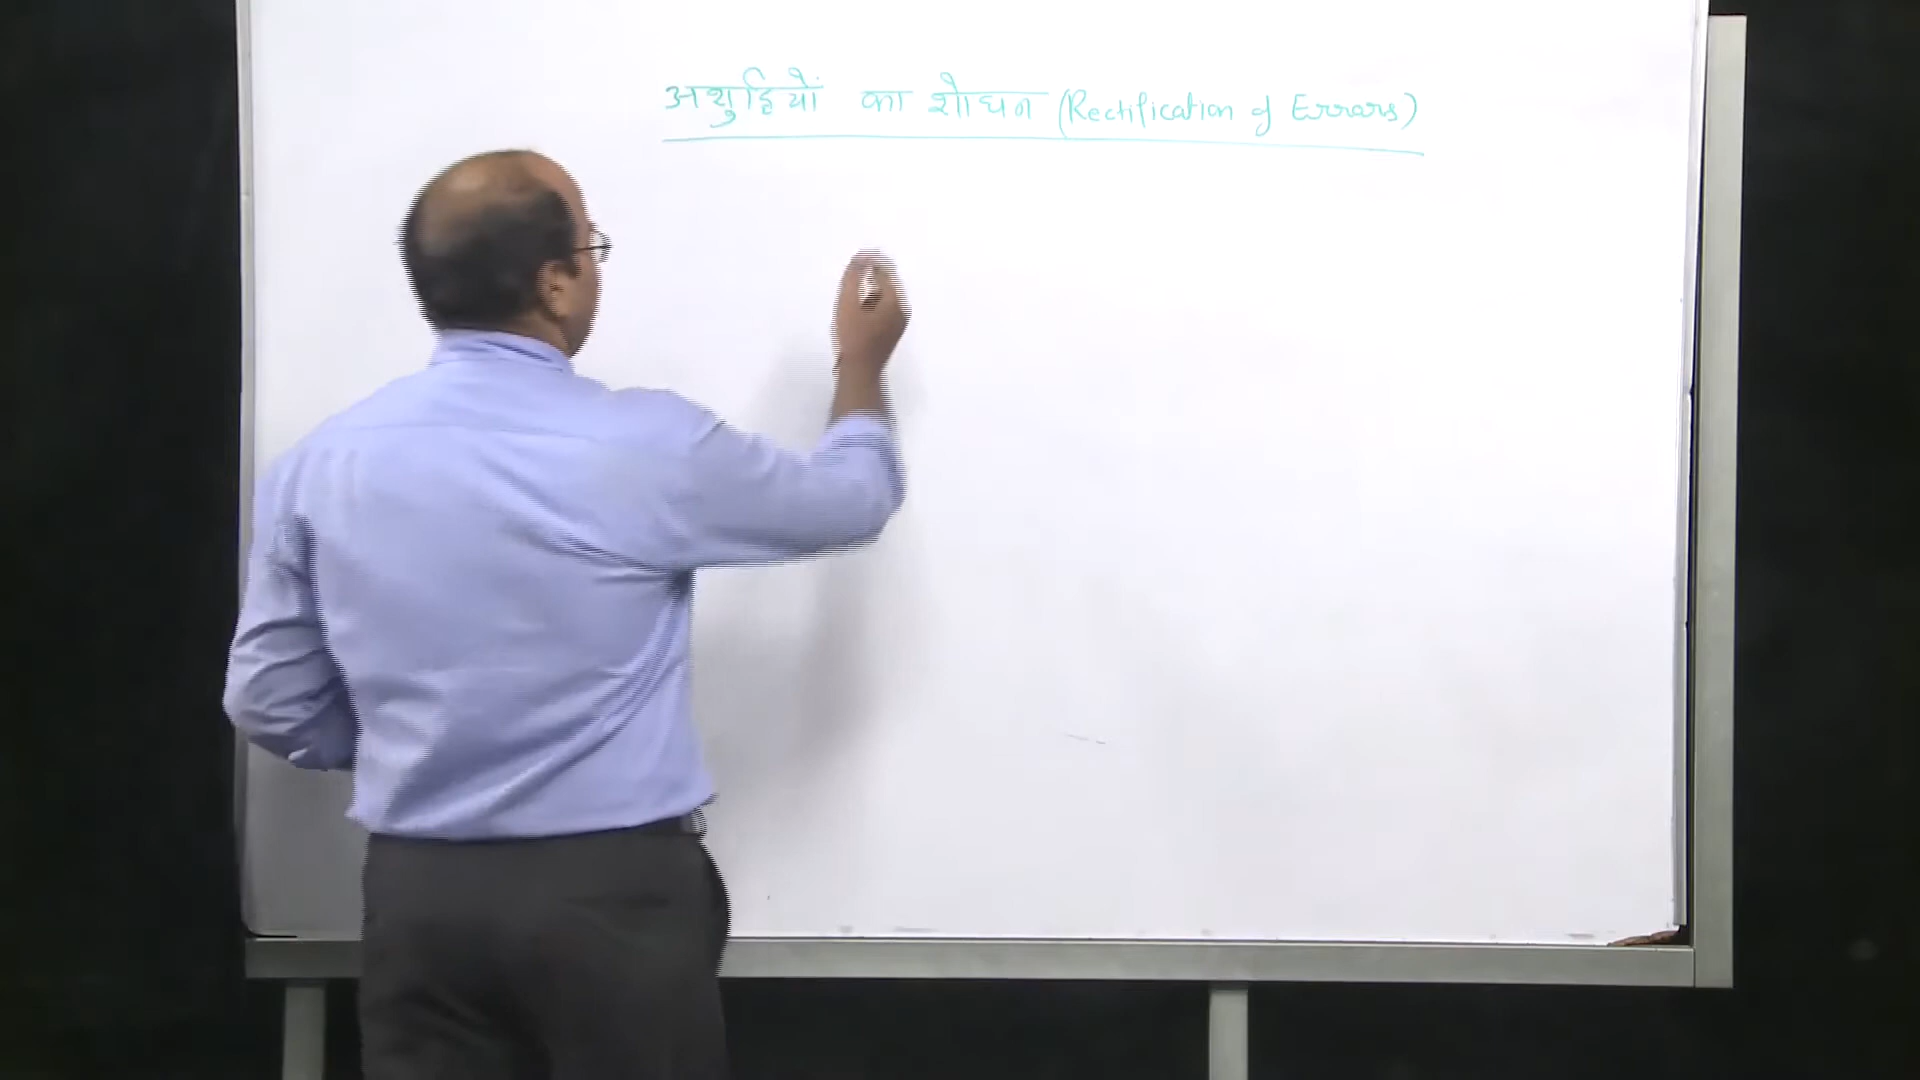 अशुद्धियों का शोधन (Rectification of Errors)